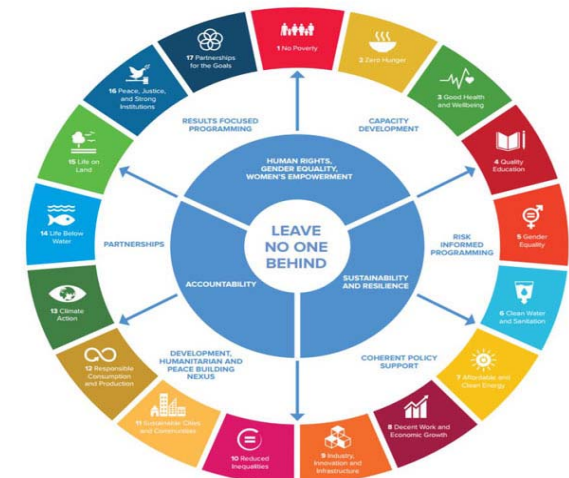 1 No Poverty
2 Zero Hunger
3 Good Health
and Wellbeing
4 Quality
Education
5 Gender
Equality
6 Clean Water
and Sanitation
7 Affordable and
Clean Energy
8 Decent Work and
Economic Growth
9 Industry,
Innovation and
Infrastructure
10 Reduced
Inequalities
11 Sustainable Cities
and Communities
12 Responsible
Consumption
and Production
13 Climate
Action
14 Life Below
Water
15 Life on
Land
16 Peace, Justice,
and Strong
Institutions
17 Partnerships
for the Goals
RESULTS FOCUSED
PROGRAMMING
CAPACITY
DEVELOPMENT
RISK
INFORMED
PROGRAMMING
COHERENT POLICY
SUPPORT
DEVELOPMENT,
HUMANITARIAN AND
PEACE BUILDING
NEXUS
PARTNERSHIPS
HUMAN RIGHTS,
GENDER EQUALITY,
WOMEN'S EMPOWERMENT
SUSTAINABILITY
AND RESILIENCE
ACCOUNTABILITY
LEAVE
NO ONE
BEHIND